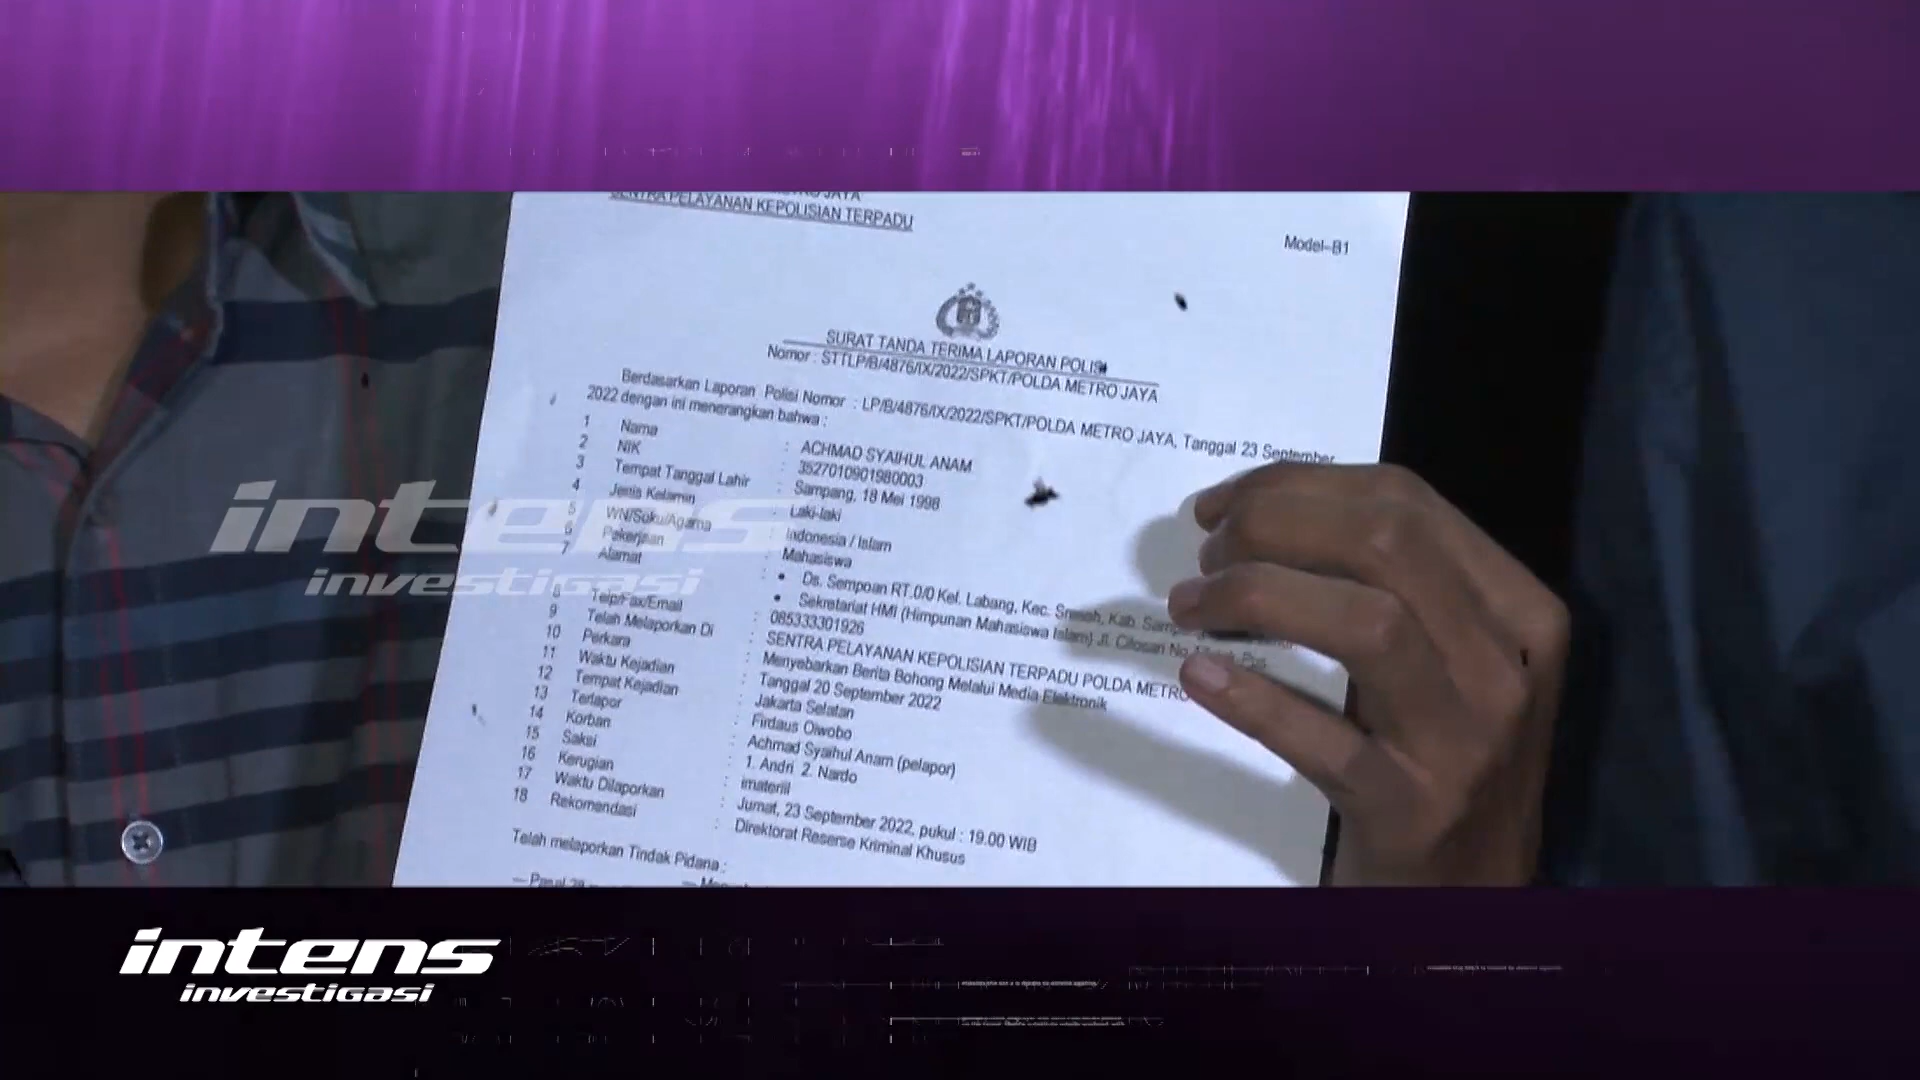 SENTRA PELAYANAN KEPOLISIAN TERPADU
Model-B1
SURAT TANDA TERIMA LAPORAN POLISI
Nomor : STTLP/B/4876/IX/2022/SPKT/POLDA METRO JAYA
Berdasarkan Laporan Polisi Nomor : LP/B/4876/IX/2022/SPKT/POLDA METRO JAYA, Tanggal 23 September
2022 dengan ini menerangkan bahwa :
1 Nama : ACHMAD SYAIHUL ANAM
2 NIK : 3527010901980003
3 Tempat Tanggal Lahir : Sampang, 18 Mei 1998
4 Jenis Kelamin : Laki-laki
5 WN/Suku/Agama : Indonesia / Islam
6 Pekerjaan : Mahasiswa
7 Alamat : • Ds. Sempoan RT.0/0 Kel. Labang, Kec. Kab.
• Sekretariat HMI (Himpunan Mahasiswa Islam) Jl. Cilosari No
8 Telp/Fax/Email : 085333301926
9 Telah Melaporkan Di : SENTRA PELAYANAN KEPOLISIAN TERPADU POLDA METRO
10 Perkara : Menyebarkan Berita Bohong Melalui Media Elektronik
11 Waktu Kejadian : Tanggal 20 September 2022
12 Tempat Kejadian : Jakarta Selatan
13 Terlapor : Firdaus Oiwobo
14 Korban : Achmad Syaihul Anam (pelapor)
15 Saksi : 1. Andri 2. Nardo
16 Kerugian : imateriil
17 Waktu Dilaporkan : Jumat, 23 September 2022, pukul : 19.00 WIB
18 Rekomendasi : Direktorat Reserse Kriminal Khusus
Telah melaporkan Tindak Pidana :
intens
investigasi
intens
investigasi